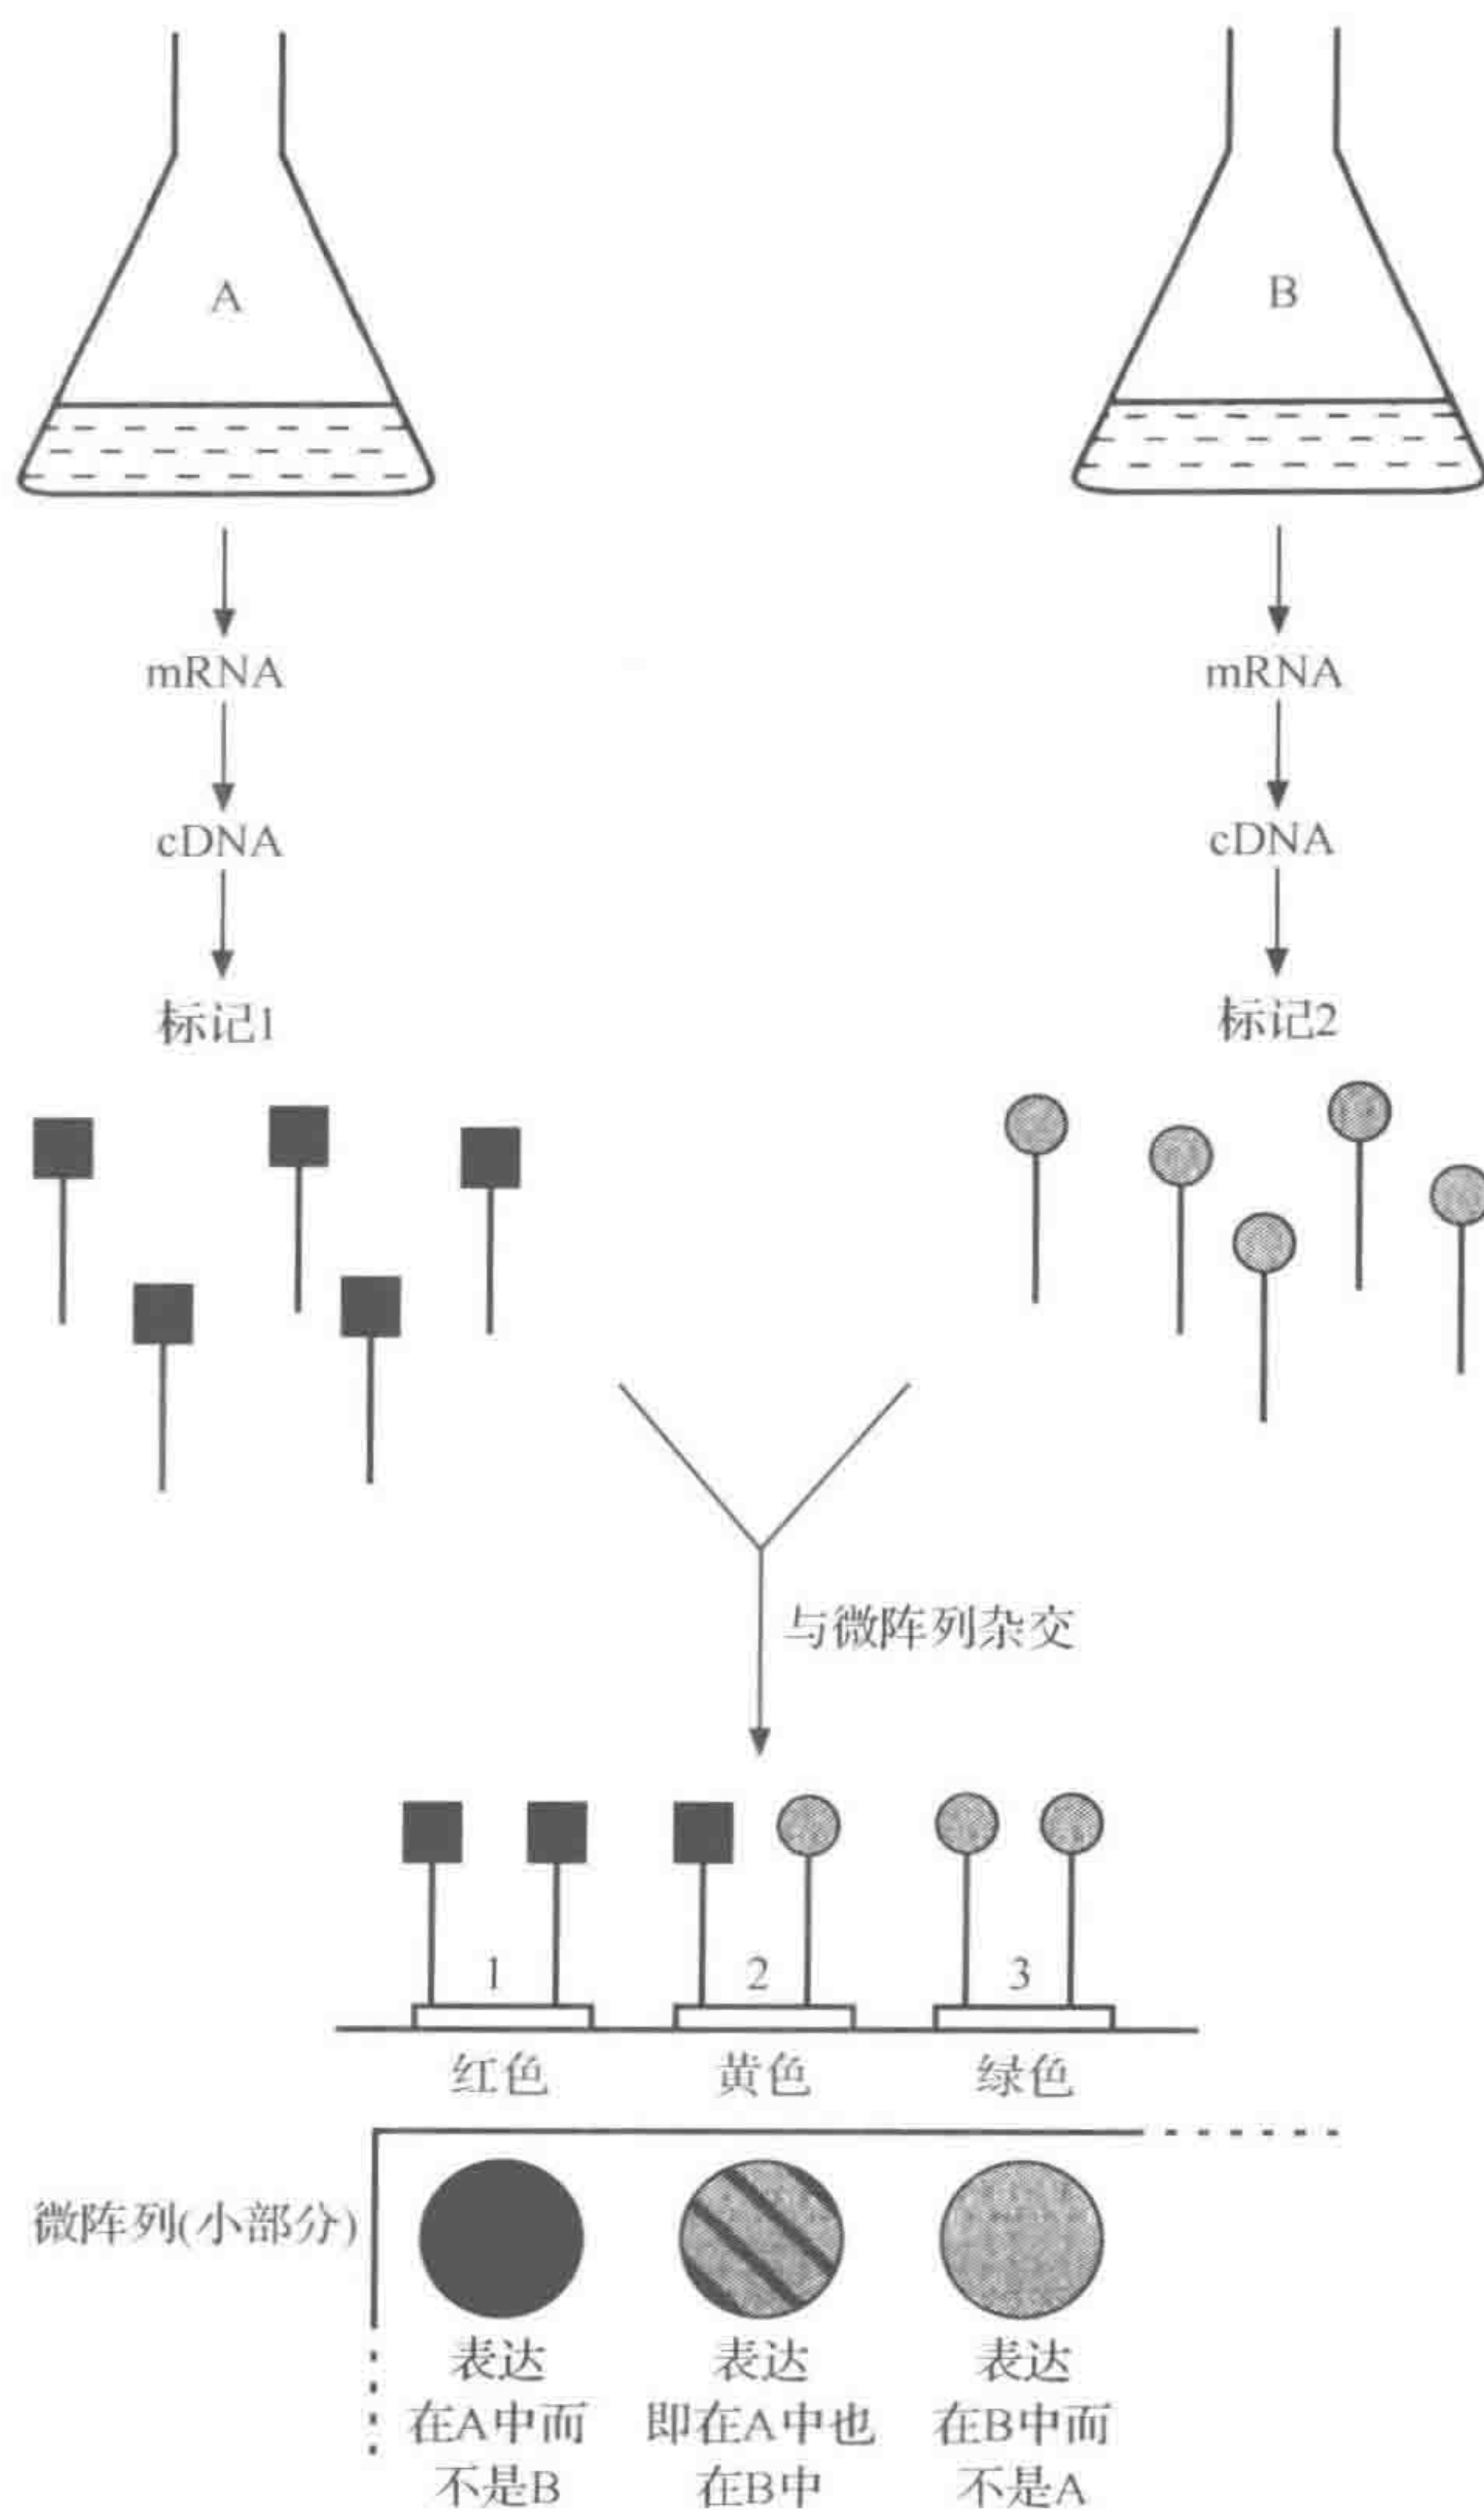 A
B
mRNA
mRNA
cDNA
cDNA
标记1
标记2
与微阵列杂交
1
2
3
红色
黄色
绿色
微阵列(小部分)
表达
在A中而
不是B
表达
即在A中也
在B中
表达
在B中而
不是A